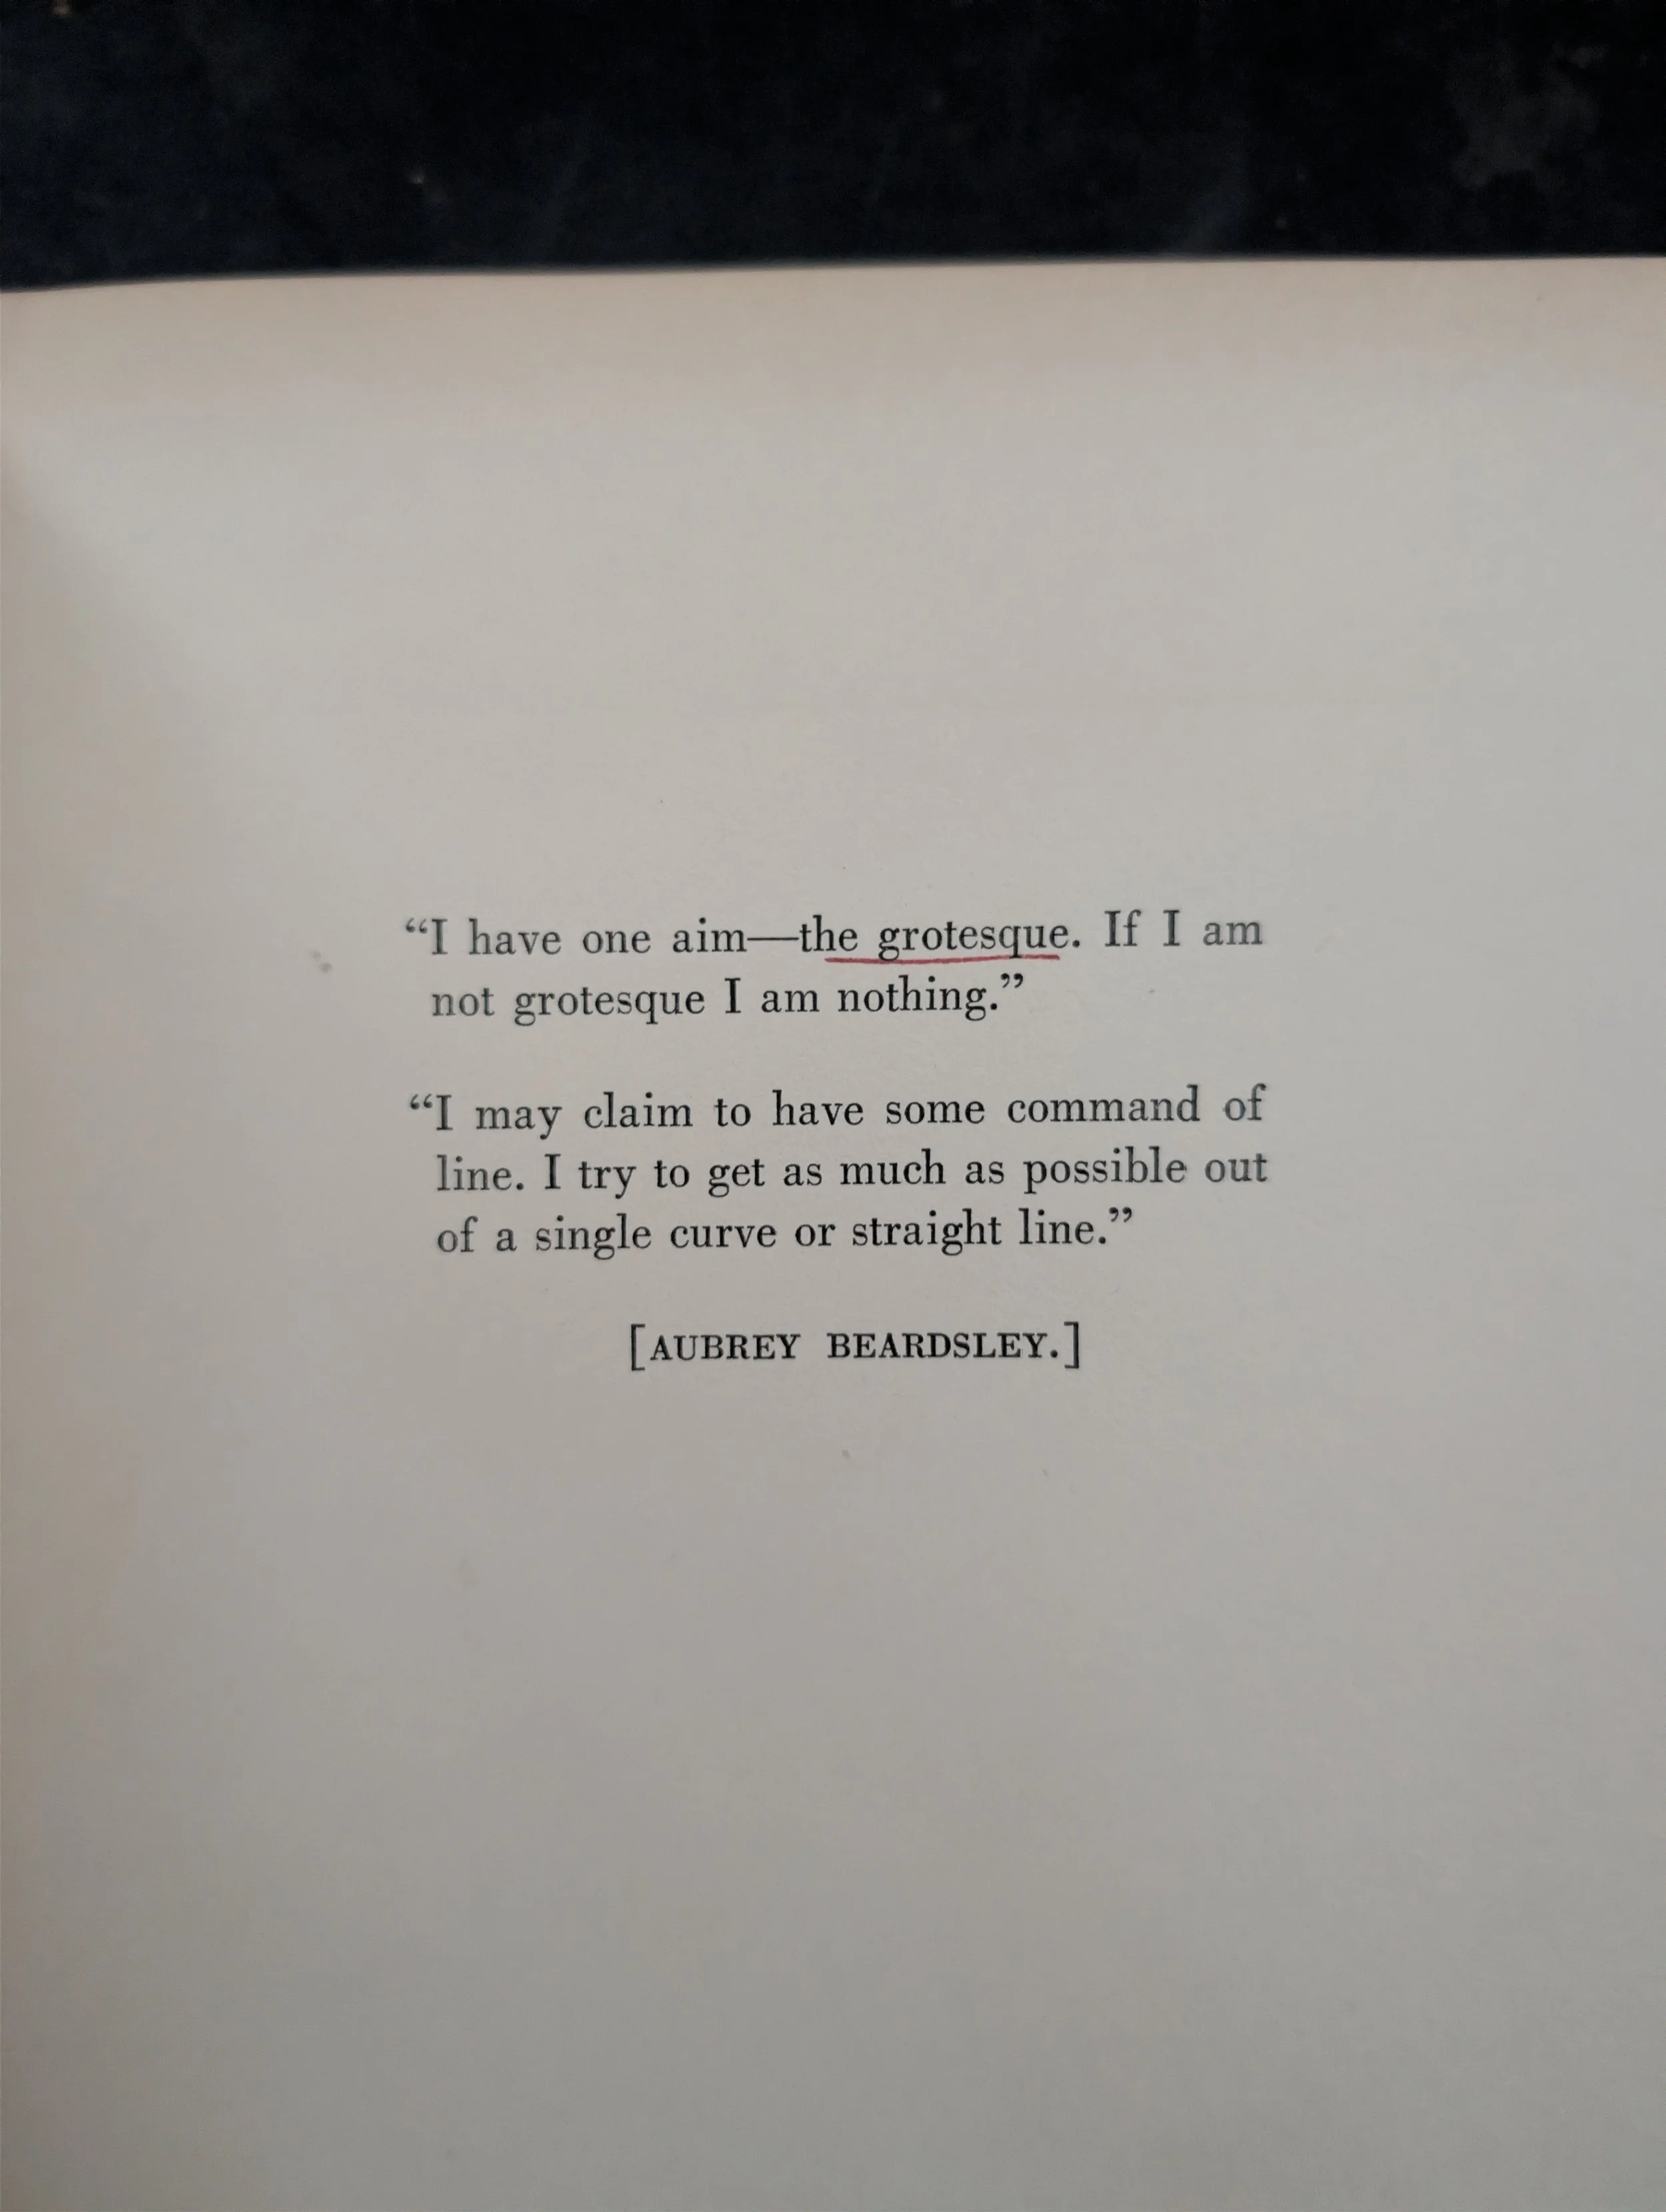 “I have one aim—the grotesque. If I am
not grotesque I am nothing.”
“I may claim to have some command of
line. I try to get as much as possible out
of a single curve or straight line.”
[AUBREY BEARDSLEY.]